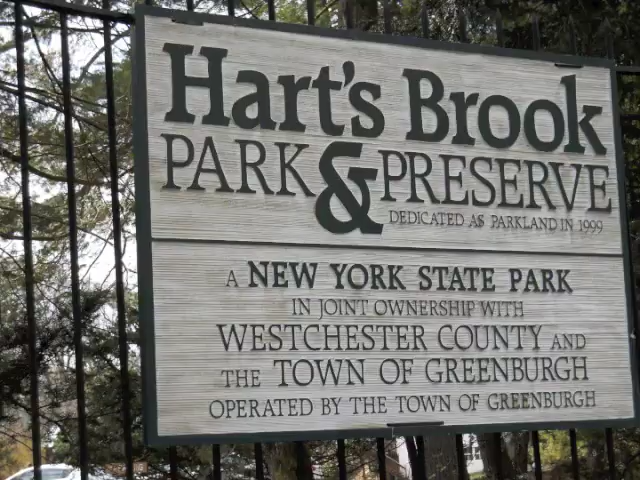 Hart's Brook
PARK & PRESERVE
DEDICATED AS PARKLAND IN 1999
A NEW YORK STATE PARK
IN JOINT OWNERSHIP WITH
WESTCHESTER COUNTY AND
THE TOWN OF GREENBURGH
OPERATED BY THE TOWN OF GREENBURGH